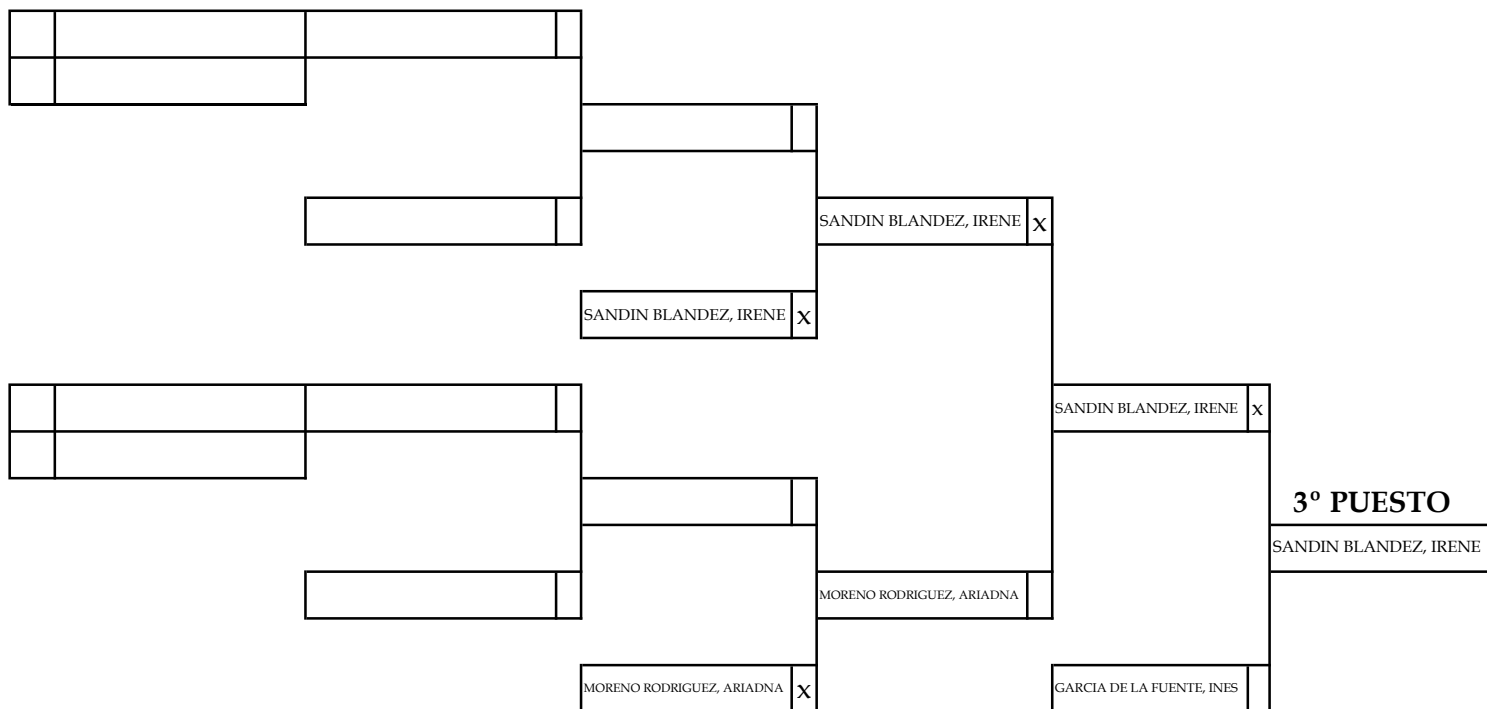 SANDIN BLANDEZ, IRENE x
SANDIN BLANDEZ, IRENE x
SANDIN BLANDEZ, IRENE x
3º PUESTO
SANDIN BLANDEZ, IRENE
MORENO RODRIGUEZ, ARIADNA
MORENO RODRIGUEZ, ARIADNA x
GARCIA DE LA FUENTE, INES